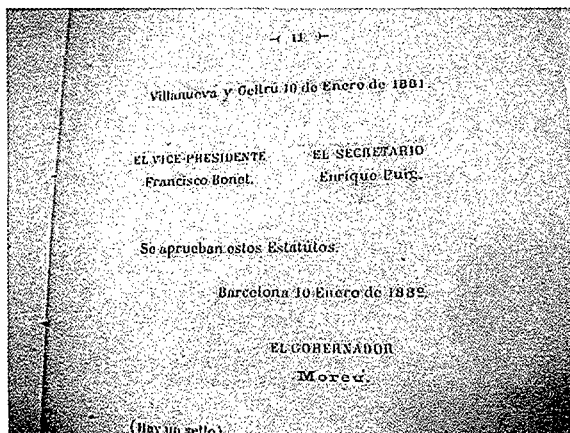 -( 11 )-
Villanueva y Geltrú 10 de Enero de 1881.
EL VICE-PRESIDENTE EL SECRETARIO
Francisco Bonet. Enrique Puig.
Se aprueban estos Estatutos.
Barcelona 10 Enero de 1882.
EL GOBERNADOR
Moreu.
(Hay un sello)